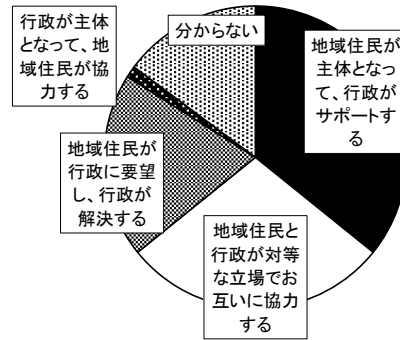 行政が主体
となって、地
域住民が協
力する
分からない
地域住民が
主体となっ
て、行政が
サポートす
る
地域住民が
行政に要望
し、行政が
解決する
地域住民と
行政が対等
な立場でお
互いに協力
する